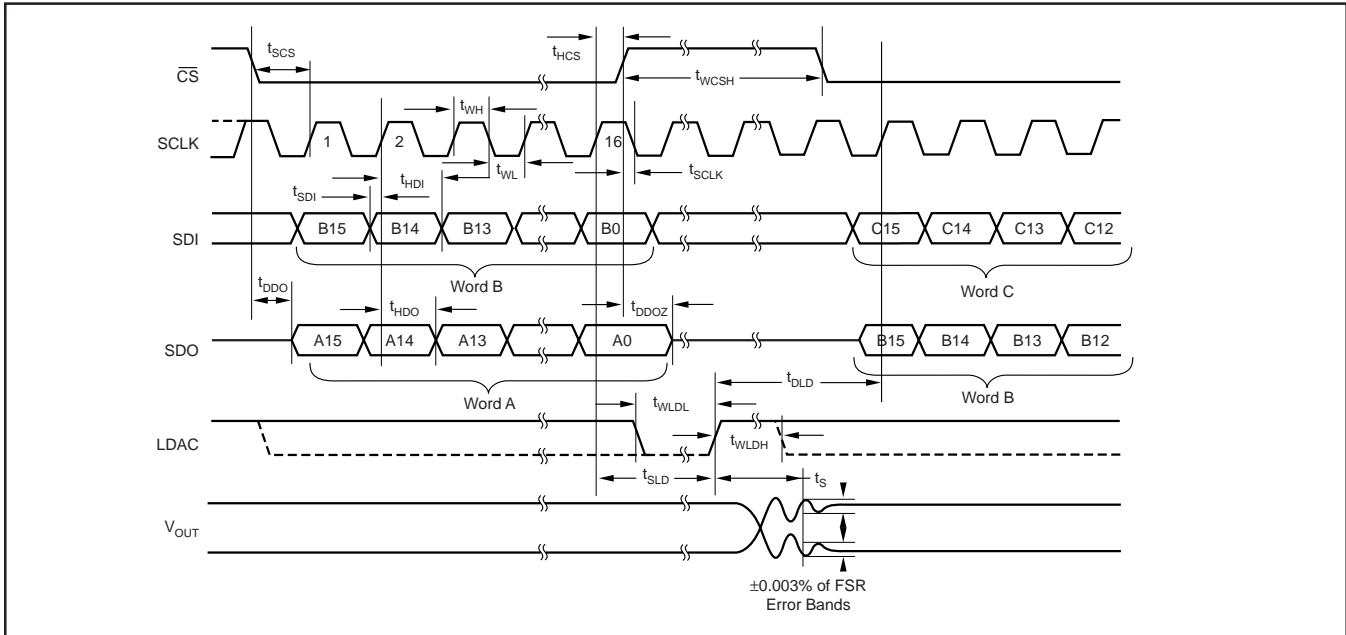 tHCS
tSCS
CS
tWCSH
tWH
SCLK
1
2
16
tWL
tSCLK
tHDI
tSDI
SDI
B15
B14
B13
B0
C15
C14
C13
C12
Word B
Word C
tDDO
tHDO
tDDOZ
SDO
A15
A14
A13
A0
B15
B14
B13
B12
tDLD
Word A
Word B
tWLDL
LDAC
tWLDH
tSLD
tS
VOUT
±0.003% of FSR
Error Bands